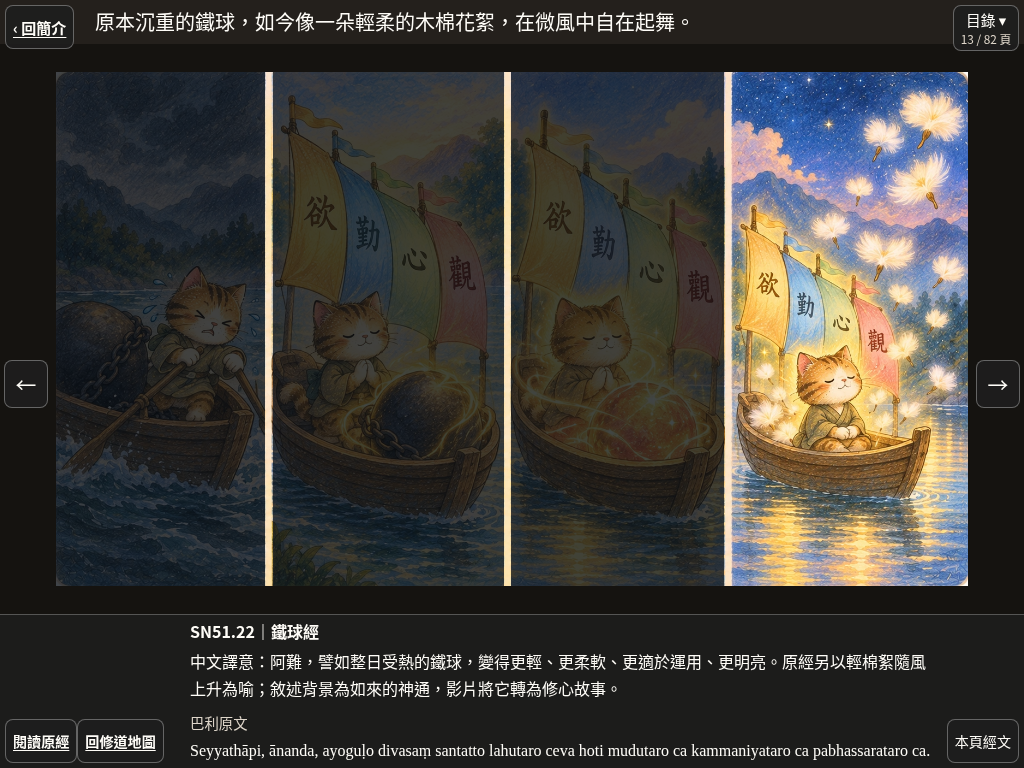 ‹ 回簡介
原本沉重的鐵球，如今像一朵輕柔的木棉花絮，在微風中自在起舞。
目錄 ▾
13 / 82 頁
欲
勤
心
觀
欲
勤
心
觀
欲
勤
心
觀
←
→
SN51.22｜鐵球經
中文譯意：阿難，譬如整日受熱的鐵球，變得更輕、更柔軟、更適於運用、更明亮。原經另以輕棉絮隨風
上升為喻；敘述背景為如來的神通，影片將它轉為修心故事。
巴利原文
Seyyathāpi, ānanda, ayoguḷo divasaṃ santatto lahutaro ceva hoti mudutaro ca kammaniyataro ca pabhassarataro ca.
閱讀原經
回修道地圖
本頁經文